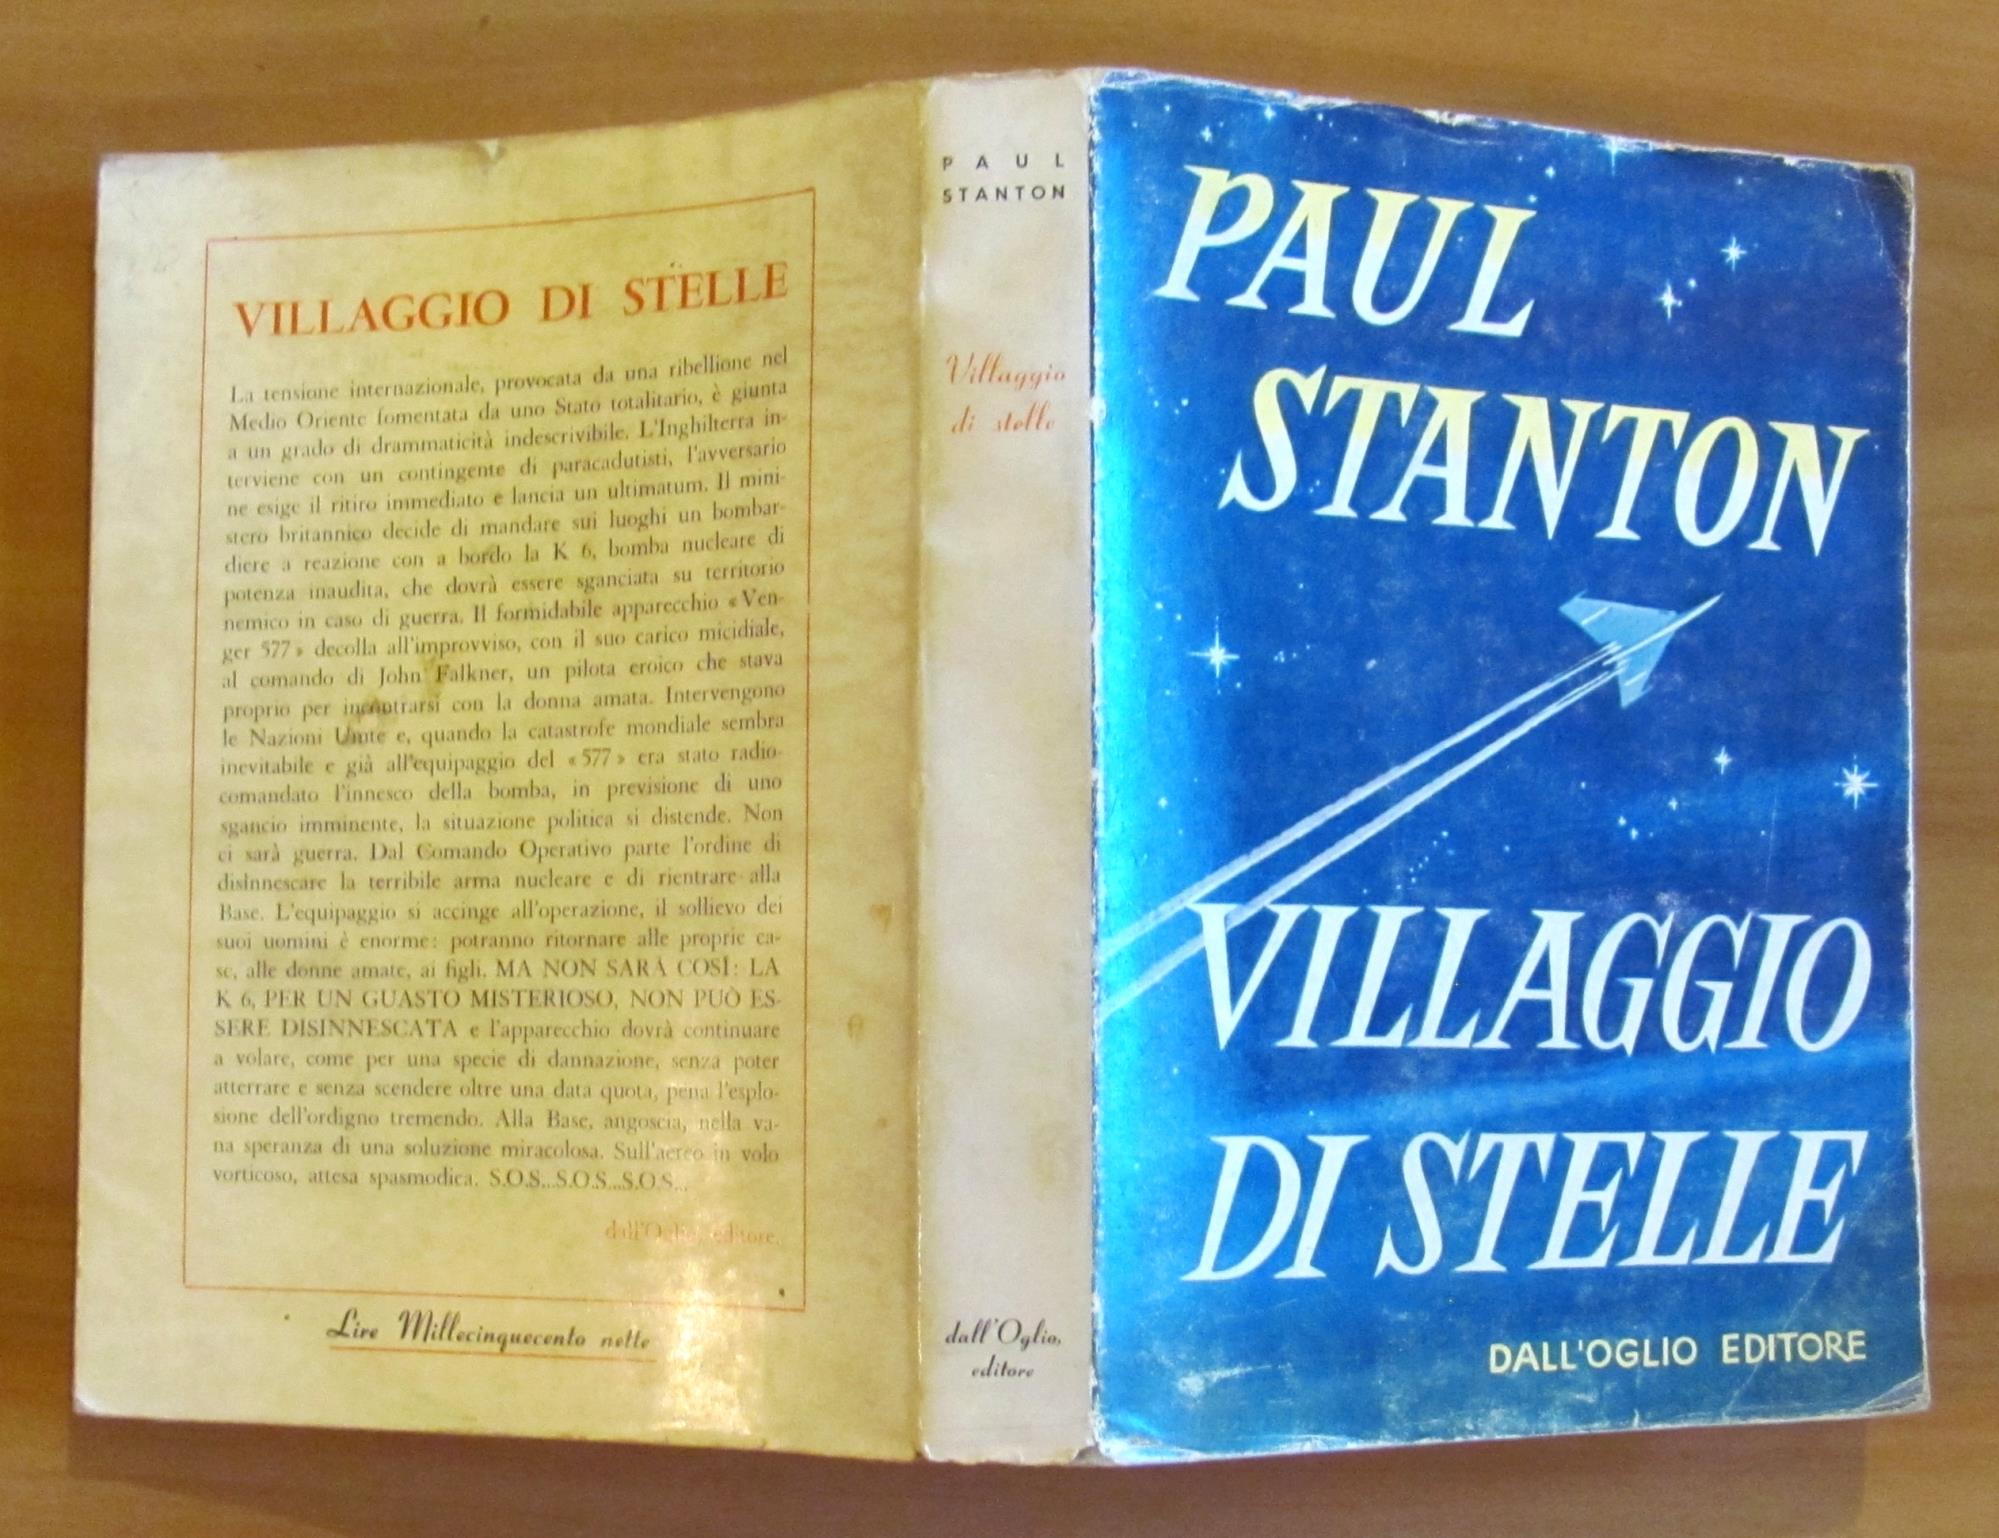 VILLAGGIO DI STELLE
La tensione internazionale, provocata da una ribellione nel
Medio Oriente fomentata da uno Stato totalitario, è giunta
a un grado di drammaticità indescrivibile. L'Inghilterra in-
terviene con un contingente di paracadutisti, l'avversario
ne esige il ritiro immediato e lancia un ultimatum. Il mini-
stero britannico decide di mandare sui luoghi un bombar-
diere a reazione con a bordo la K 6, bomba nucleare di
potenza inaudita, che dovrà essere sganciata su territorio
nemico in caso di guerra. Il formidabile apparecchio « Ven-
ger 577 » decolla all'improvviso, con il suo carico micidiale,
al comando di John Falkner, un pilota eroico che stava
proprio per incontrarsi con la donna amata. Intervengono
le Nazioni Unite e, quando la catastrofe mondiale sembra
inevitabile e già all'equipaggio del « 577 » era stato radio-
comandato l'innesco della bomba, in previsione di uno
sgancio imminente, la situazione politica si distende. Non
ci sarà guerra. Dal Comando Operativo parte l'ordine di
disinnescare la terribile arma nucleare e di rientrare alla
Base. L'equipaggio si accinge all'operazione, il sollievo dei
suoi uomini è enorme: potranno ritornare alle proprie ca-
se, alle donne amate, ai figli. MA NON SARÀ COSÌ: LA
K 6, PER UN GUASTO MISTERIOSO, NON PUÒ ES-
SERE DISINNESCATA e l'apparecchio dovrà continuare
a volare, come per una specie di dannazione, senza poter
atterrare e senza scendere oltre una data quota, pena l'esplo-
sione dell'ordigno tremendo. Alla Base, angoscia, nella va-
na speranza di una soluzione miracolosa. Sull'aereo in volo
vorticoso, attesa spasmodica. S.O.S...S.O.S...S.O.S...
dall'Oglio, editore.
Lire Millecinquecento nette
PAUL
STANTON
Villaggio
di stelle
dall'Oglio,
editore
PAUL
STANTON
VILLAGGIO
DI STELLE
DALL'OGLIO EDITORE